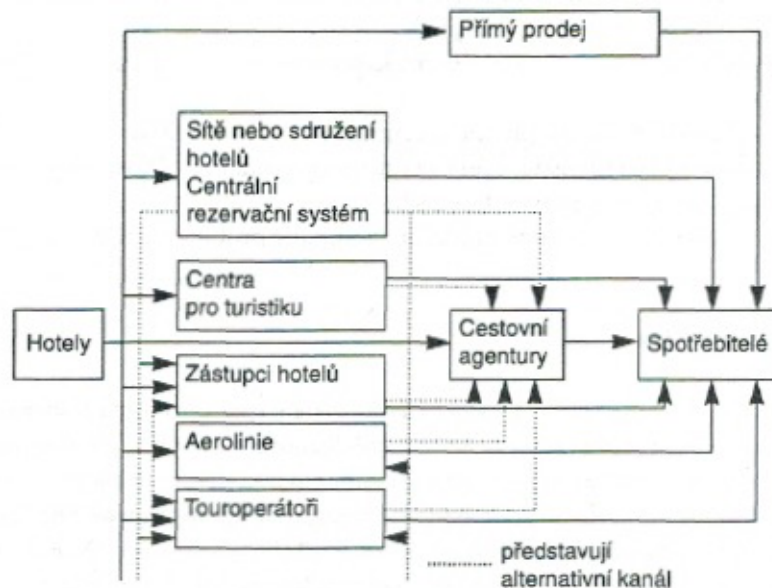 Přímý prodej
Sítě nebo sdružení
hotelů
Centrální
rezervační systém
Centra
pro turistiku
Hotely
Cestovní
agentury
Spotřebitelé
Zástupci hotelů
Aerolinie
Touroperátoři
představují
alternativní kanál